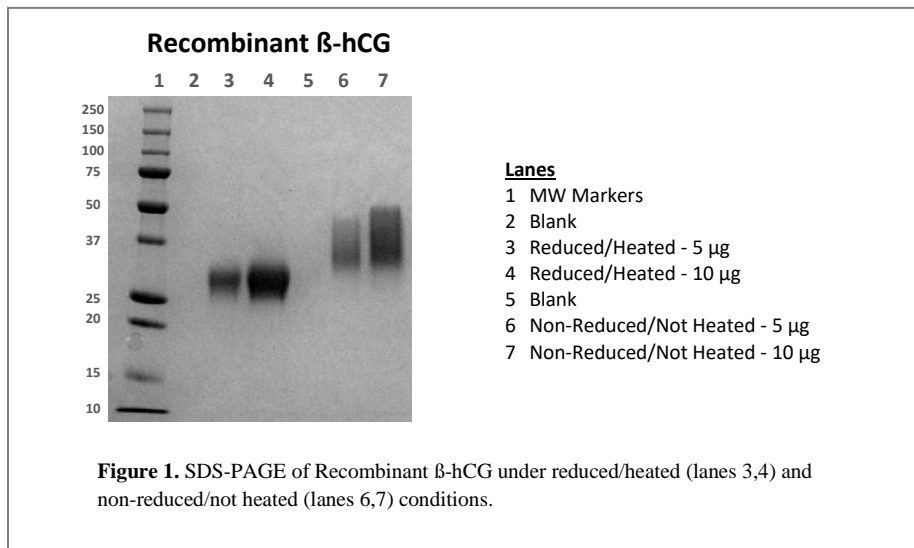 Recombinant ß-hCG
1 2 3 4 5 6 7
250
150
100
75
50
37
25
20
15
10
Lanes
1 MW Markers
2 Blank
3 Reduced/Heated - 5 µg
4 Reduced/Heated - 10 µg
5 Blank
6 Non-Reduced/Not Heated - 5 µg
7 Non-Reduced/Not Heated - 10 µg
Figure 1. SDS-PAGE of Recombinant ß-hCG under reduced/heated (lanes 3,4) and
non-reduced/not heated (lanes 6,7) conditions.